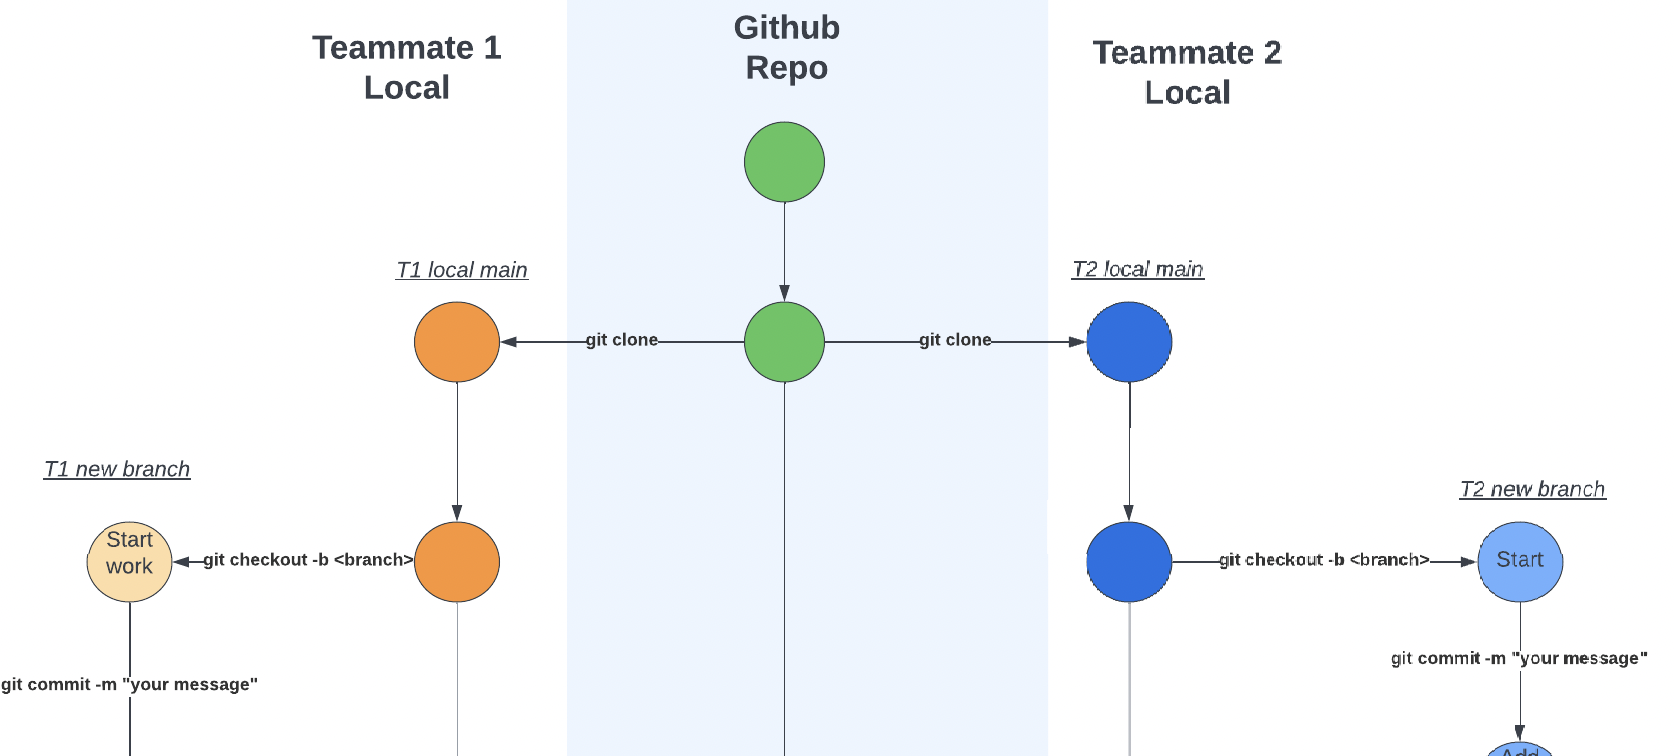 Teammate 1
Local
Github
Repo
Teammate 2
Local
T1 local main
T2 local main
git clone
git clone
T1 new branch
T2 new branch
Start
work
git checkout -b <branch>
git checkout -b <branch>
Start
git commit -m "your message"
git commit -m "your message"
Add